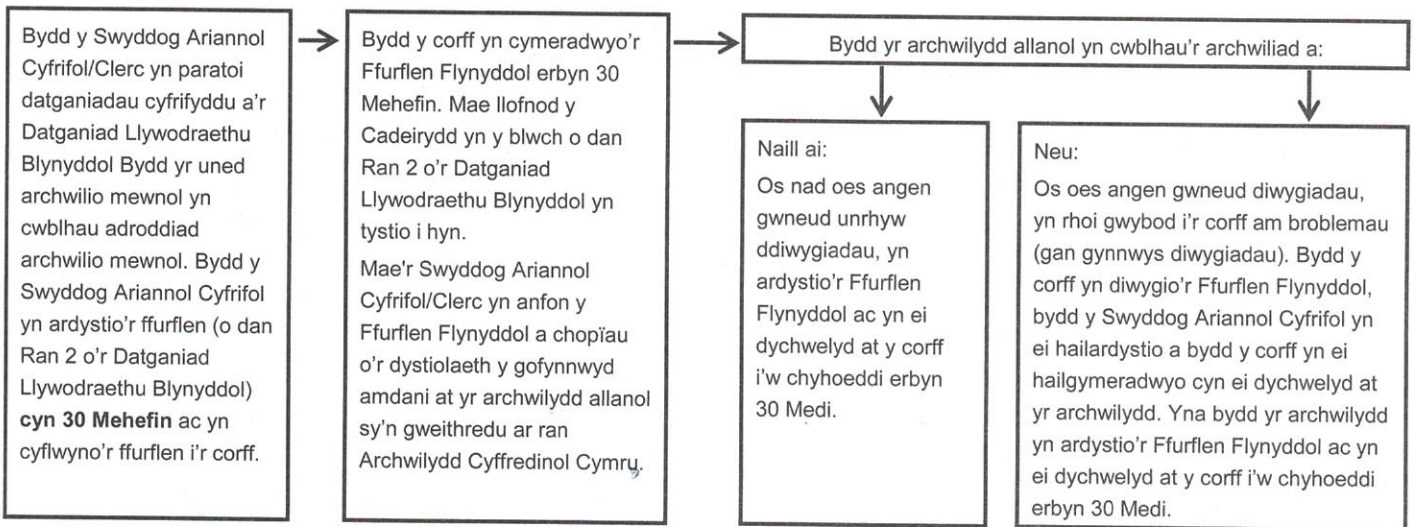 Bydd y Swyddog Ariannol
Cyfrifol/Clerc yn paratoi
datganiadau cyfrifyddu a'r
Datganiad Llywodraethu
Blynyddol Bydd yr uned
archwilio mewnol yn
cwblhau adroddiad
archwilio mewnol. Bydd y
Swyddog Ariannol Cyfrifol
yn ardystio'r ffurflen (o dan
Ran 2 o'r Datganiad
Llywodraethu Blynyddol)
cyn 30 Mehefin ac yn
cyflwyno'r ffurflen i'r corff.
Bydd y corff yn cymeradwyo'r
Ffurflen Flynyddol erbyn 30
Mehefin. Mae llofnod y
Cadeirydd yn y blwch o dan
Ran 2 o'r Datganiad
Llywodraethu Blynyddol yn
tystio i hyn.
Mae'r Swyddog Ariannol
Cyfrifol/Clerc yn anfon y
Ffurflen Flynyddol a chopïau
o'r dystiolaeth y gofynnwyd
amdani at yr archwilydd allanol
sy'n gweithredu ar ran
Archwilydd Cyffredinol Cymru.
Bydd yr archwilydd allanol yn cwblhau'r archwiliad a:
Naill ai:
Os nad oes angen
gwneud unrhyw
ddiwygiadau, yn
ardystio'r Ffurflen
Flynyddol ac yn ei
dychwelyd at y corff
i'w chyhoeddi erbyn
30 Medi.
Neu:
Os oes angen gwneud diwygiadau,
yn rhoi gwybod i'r corff am broblemau
(gan gynnwys diwygiadau). Bydd y
corff yn diwygio'r Ffurflen Flynyddol,
bydd y Swyddog Ariannol Cyfrifol yn
ei hailardystio a bydd y corff yn ei
hailgymeradwyo cyn ei dychwelyd at
yr archwilydd. Yna bydd yr archwilydd
yn ardystio'r Ffurflen Flynyddol ac yn
ei dychwelyd at y corff i'w chyhoeddi
erbyn 30 Medi.